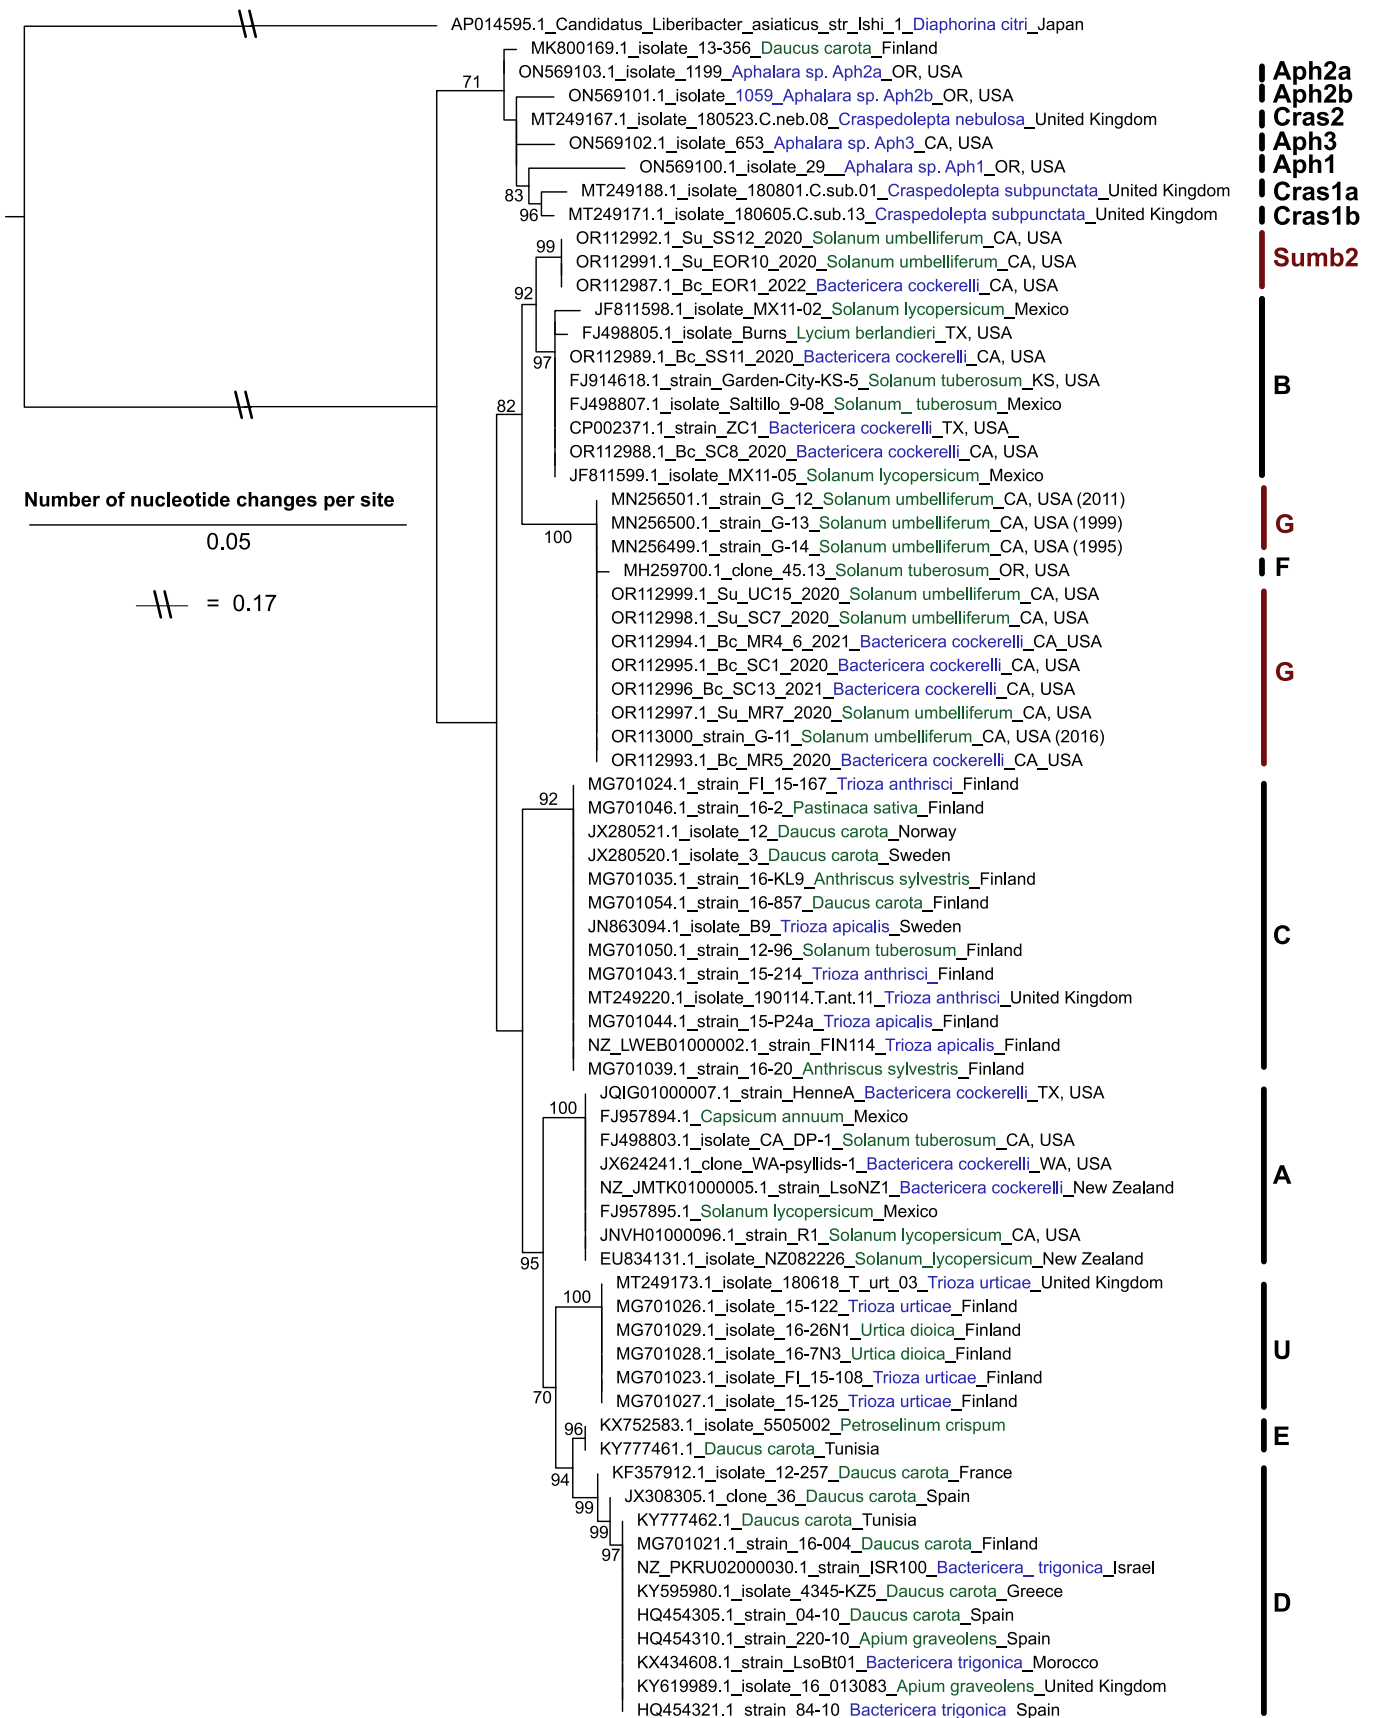 AP014595.1_Candidatus_Liberibacter_asiaticus_str_Ishi_1_Diaphorina citri_Japan
MK800169.1_isolate_13-356_Daucus carota_Finland
ON569103.1_isolate_1199_Aphalara sp. Aph2a_OR, USA Aph2a
71
ON569101.1_isolate_1059_Aphalara sp. Aph2b_OR, USA Aph2b
MT249167.1_isolate_180523.C.neb.08_Craspedolepta nebulosa_United Kingdom Cras2
ON569102.1_isolate_653_Aphalara sp. Aph3_CA, USA Aph3
ON569100.1_isolate_29__Aphalara sp. Aph1_OR, USA Aph1
83 MT249188.1_isolate_180801.C.sub.01_Craspedolepta subpunctata_United Kingdom Cras1a
96 MT249171.1_isolate_180605.C.sub.13_Craspedolepta subpunctata_United Kingdom Cras1b
OR112992.1_Su_SS12_2020_Solanum umbelliferum_CA, USA
99
OR112991.1_Su_EOR10_2020_Solanum umbelliferum_CA, USA Sumb2
OR112987.1_Bc_EOR1_2022_Bactericera cockerelli_CA, USA
92
JF811598.1_isolate_MX11-02_Solanum lycopersicum_Mexico
FJ498805.1_isolate_Burns_Lycium berlandieri_TX, USA
OR112989.1_Bc_SS11_2020_Bactericera cockerelli_CA, USA
97
FJ914618.1_strain_Garden-City-KS-5_Solanum tuberosum_KS, USA
B
FJ498807.1_isolate_Saltillo_9-08_Solanum_ tuberosum_Mexico
82
CP002371.1_strain_ZC1_Bactericera cockerelli_TX, USA_
OR112988.1_Bc_SC8_2020_Bactericera cockerelli_CA, USA
JF811599.1_isolate_MX11-05_Solanum lycopersicum_Mexico
Number of nucleotide changes per site
0.05
= 0.17
MN256501.1_strain_G_12_Solanum umbelliferum_CA, USA (2011)
MN256500.1_strain_G-13_Solanum umbelliferum_CA, USA (1999) G
100
MN256499.1_strain_G-14_Solanum umbelliferum_CA, USA (1995)
MH259700.1_clone_45.13_Solanum tuberosum_OR, USA F
OR112999.1_Su_UC15_2020_Solanum umbelliferum_CA, USA
OR112998.1_Su_SC7_2020_Solanum umbelliferum_CA, USA
OR112994.1_Bc_MR4_6_2021_Bactericera cockerelli_CA_USA
OR112995.1_Bc_SC1_2020_Bactericera cockerelli_CA, USA
G
OR112996_Bc_SC13_2021_Bactericera cockerelli_CA, USA
OR112997.1_Su_MR7_2020_Solanum umbelliferum_CA, USA
OR113000_strain_G-11_Solanum umbelliferum_CA, USA (2016)
OR112993.1_Bc_MR5_2020_Bactericera cockerelli_CA_USA
MG701024.1_strain_FI_15-167_Trioza anthrisci_Finland
92
MG701046.1_strain_16-2_Pastinaca sativa_Finland
JX280521.1_isolate_12_Daucus carota_Norway
JX280520.1_isolate_3_Daucus carota_Sweden
MG701035.1_strain_16-KL9_Anthriscus sylvestris_Finland
MG701054.1_strain_16-857_Daucus carota_Finland
JN863094.1_isolate_B9_Trioza apicalis_Sweden
C
MG701050.1_strain_12-96_Solanum tuberosum_Finland
MG701043.1_strain_15-214_Trioza anthrisci_Finland
MT249220.1_isolate_190114.T.ant.11_Trioza anthrisci_United Kingdom
MG701044.1_strain_15-P24a_Trioza apicalis_Finland
NZ_LWEB01000002.1_strain_FIN114_Trioza apicalis_Finland
MG701039.1_strain_16-20_Anthriscus sylvestris_Finland
JQIG01000007.1_strain_HenneA_Bactericera cockerelli_TX, USA
100
FJ957894.1_Capsicum annuum_Mexico
FJ498803.1_isolate_CA_DP-1_Solanum tuberosum_CA, USA
JX624241.1_clone_WA-psyllids-1_Bactericera cockerelli_WA, USA
A
NZ_JMTK01000005.1_strain_LsoNZ1_Bactericera cockerelli_New Zealand
FJ957895.1_Solanum lycopersicum_Mexico
JNVH01000096.1_strain_R1_Solanum lycopersicum_CA, USA
EU834131.1_isolate_NZ082226_Solanum_lycopersicum_New Zealand
95
MT249173.1_isolate_180618_T_urt_03_Trioza urticae_United Kingdom
100
MG701026.1_isolate_15-122_Trioza urticae_Finland
MG701029.1_isolate_16-26N1_Urtica dioica_Finland
U
MG701028.1_isolate_16-7N3_Urtica dioica_Finland
MG701023.1_isolate_FI_15-108_Trioza urticae_Finland
70
MG701027.1_isolate_15-125_Trioza urticae_Finland
96 KX752583.1_isolate_5505002_Petroselinum crispum
E
KY777461.1_Daucus carota_Tunisia
KF357912.1_isolate_12-257_Daucus carota_France
94
JX308305.1_clone_36_Daucus carota_Spain
99
KY777462.1_Daucus carota_Tunisia
99
MG701021.1_strain_16-004_Daucus carota_Finland
97
NZ_PKRU02000030.1_strain_ISR100_Bactericera_ trigonica_Israel
KY595980.1_isolate_4345-KZ5_Daucus carota_Greece
D
HQ454305.1_strain_04-10_Daucus carota_Spain
HQ454310.1_strain_220-10_Apium graveolens_Spain
KX434608.1_strain_LsoBt01_Bactericera trigonica_Morocco
KY619989.1_isolate_16_013083_Apium graveolens_United Kingdom
HQ454321.1_strain_84-10_Bactericera trigonica_Spain